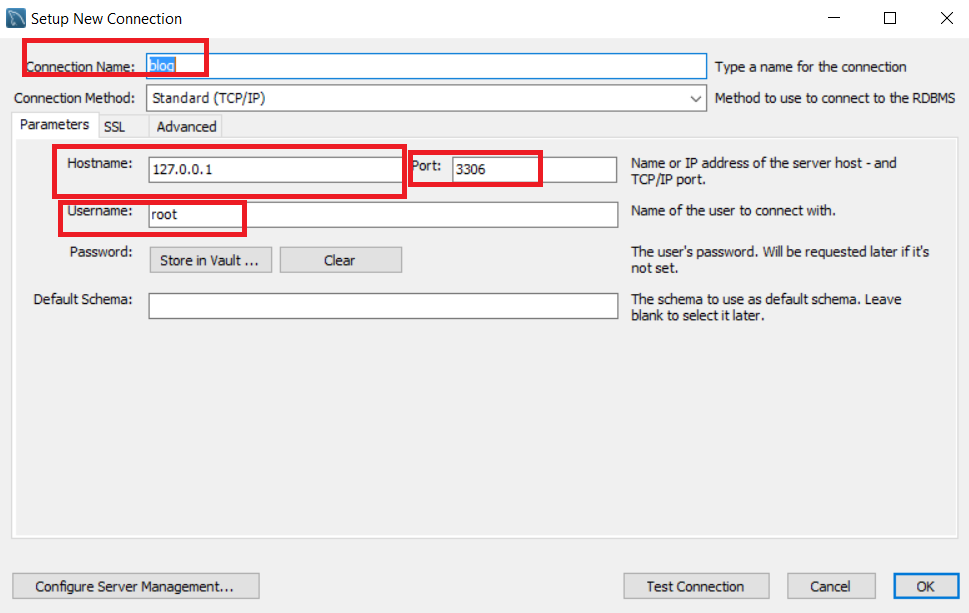 Setup New Connection
Connection Name: blog Type a name for the connection
Connection Method: Standard (TCP/IP) Method to use to connect to the RDBMS
Parameters SSL Advanced
Hostname: 127.0.0.1 Port: 3306 Name or IP address of the server host - and
TCP/IP port.
Username: root Name of the user to connect with.
Password: Store in Vault ... Clear The user's password. Will be requested later if it's
not set.
Default Schema: The schema to use as default schema. Leave
blank to select it later.
Configure Server Management... Test Connection Cancel OK